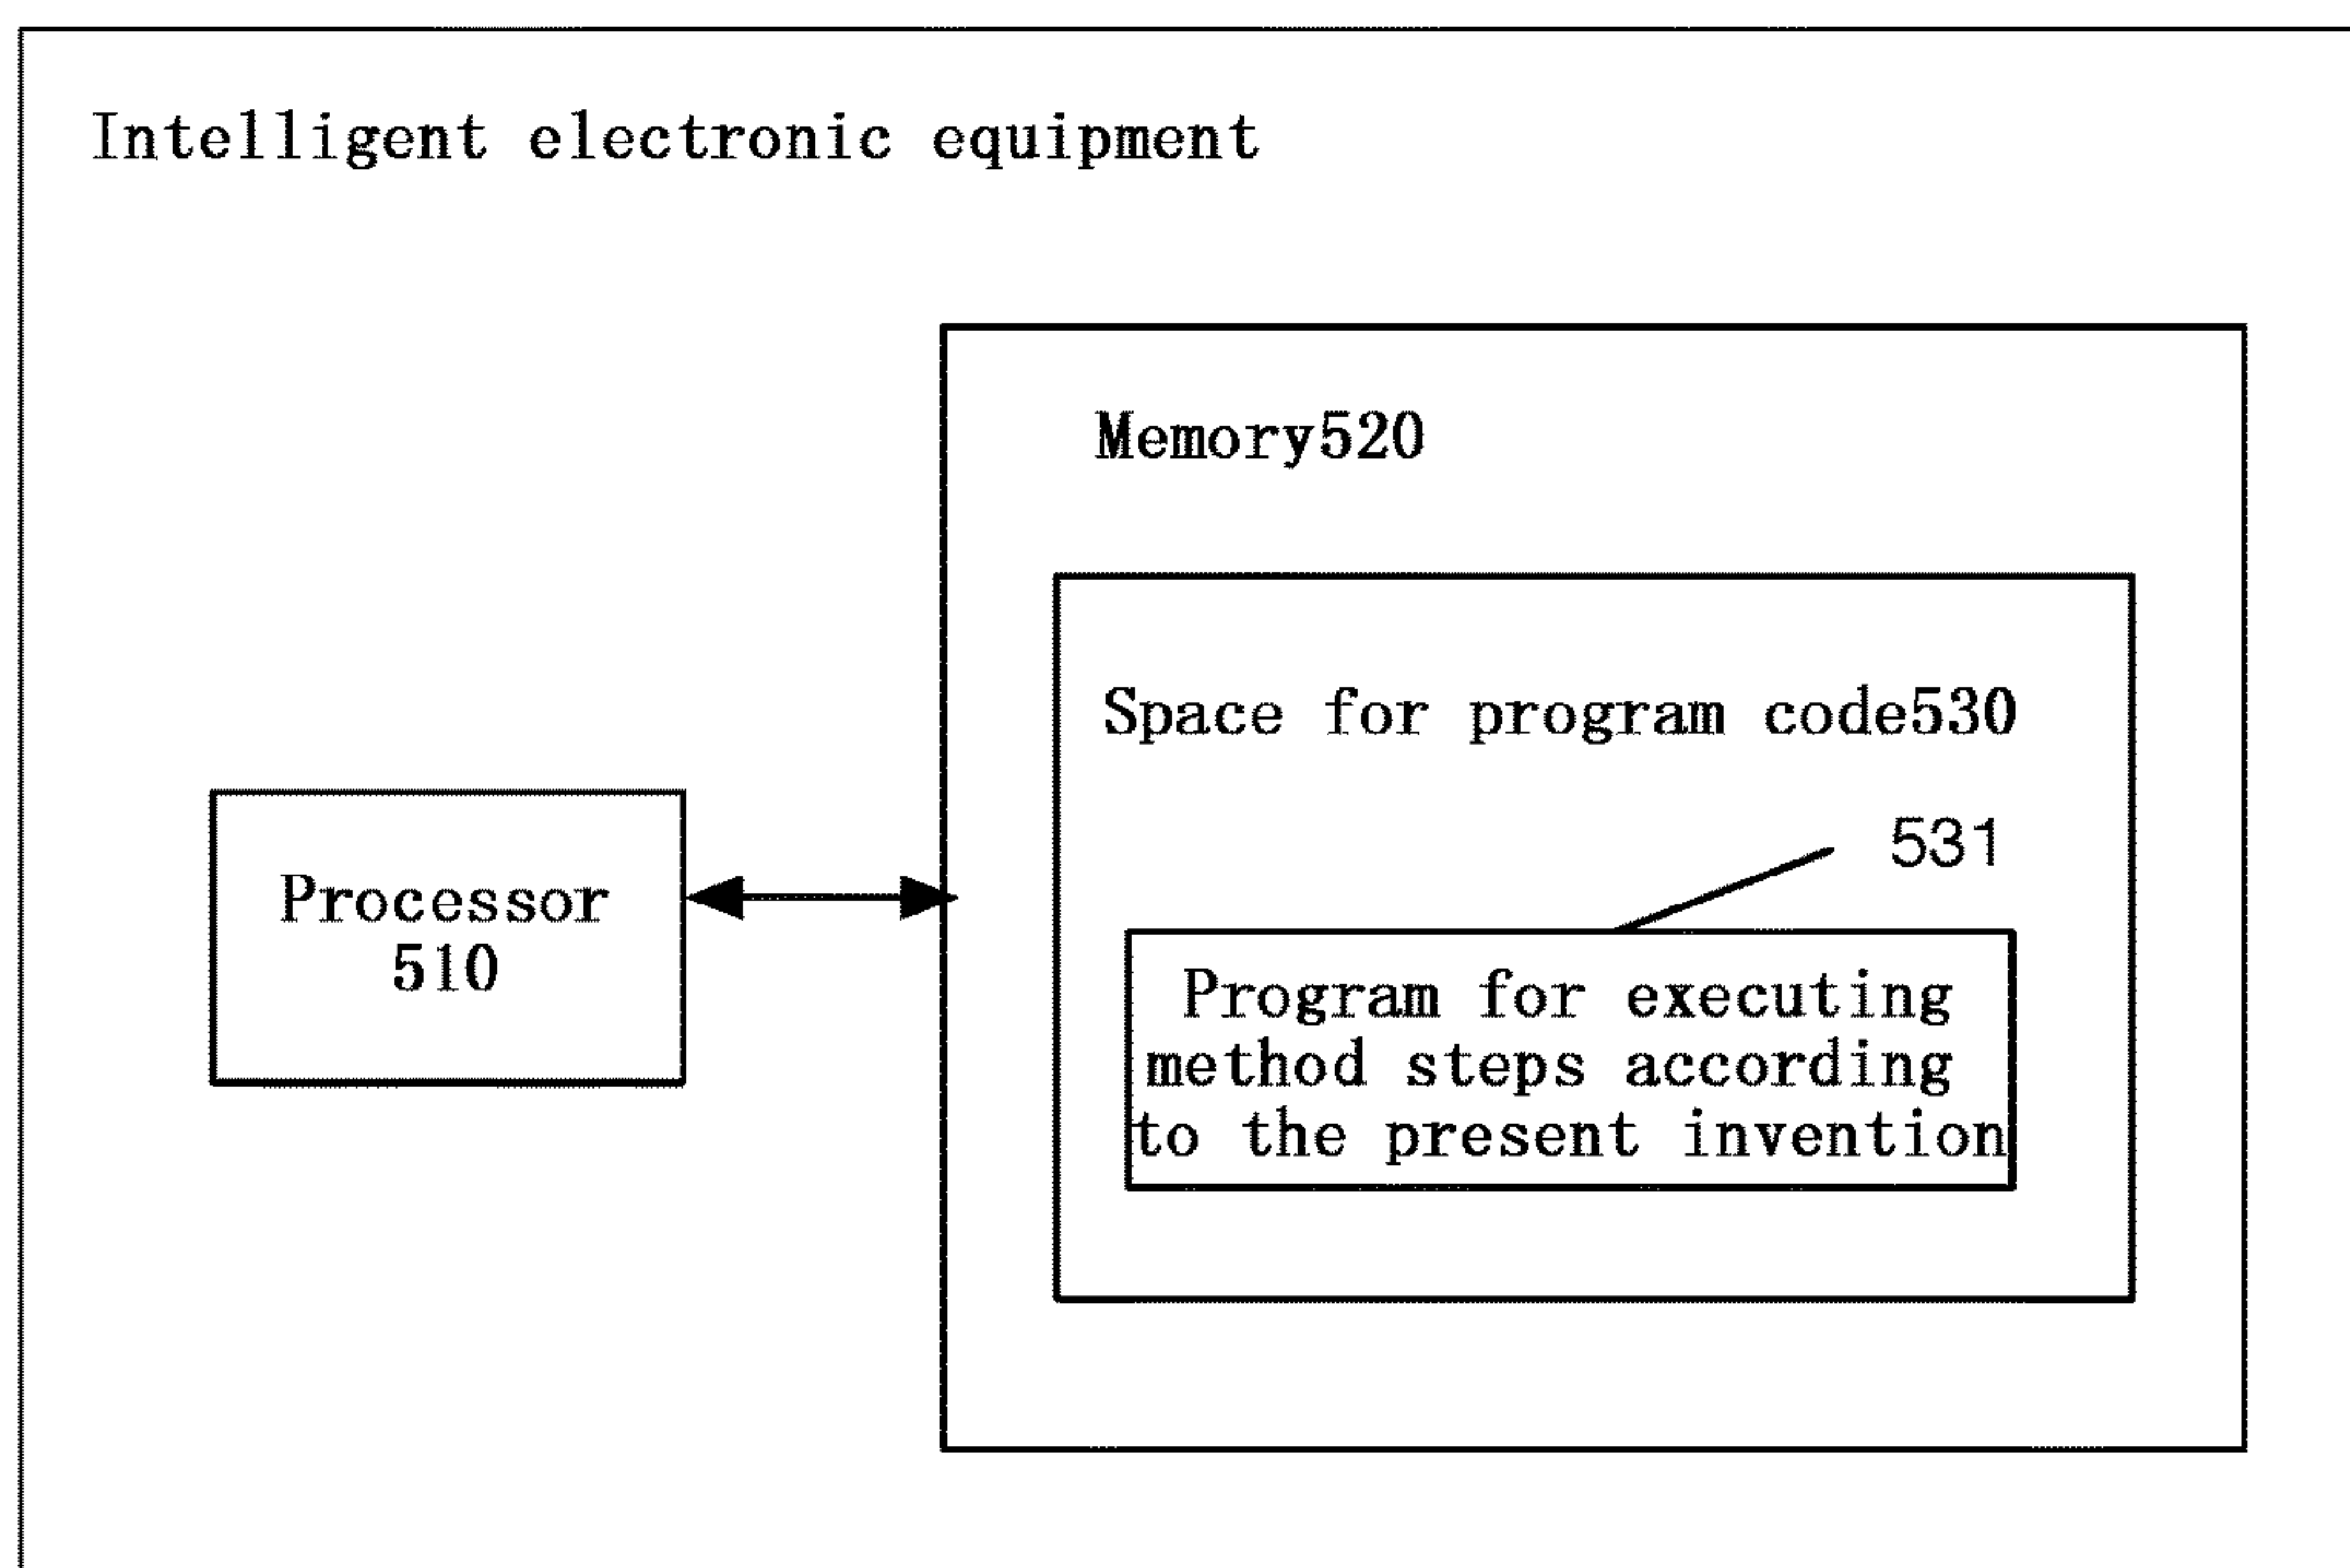 Intelligent electronic equipment
Memory520
Space for program code530
531
Processor
510
Program for executing
method steps according
to the present invention